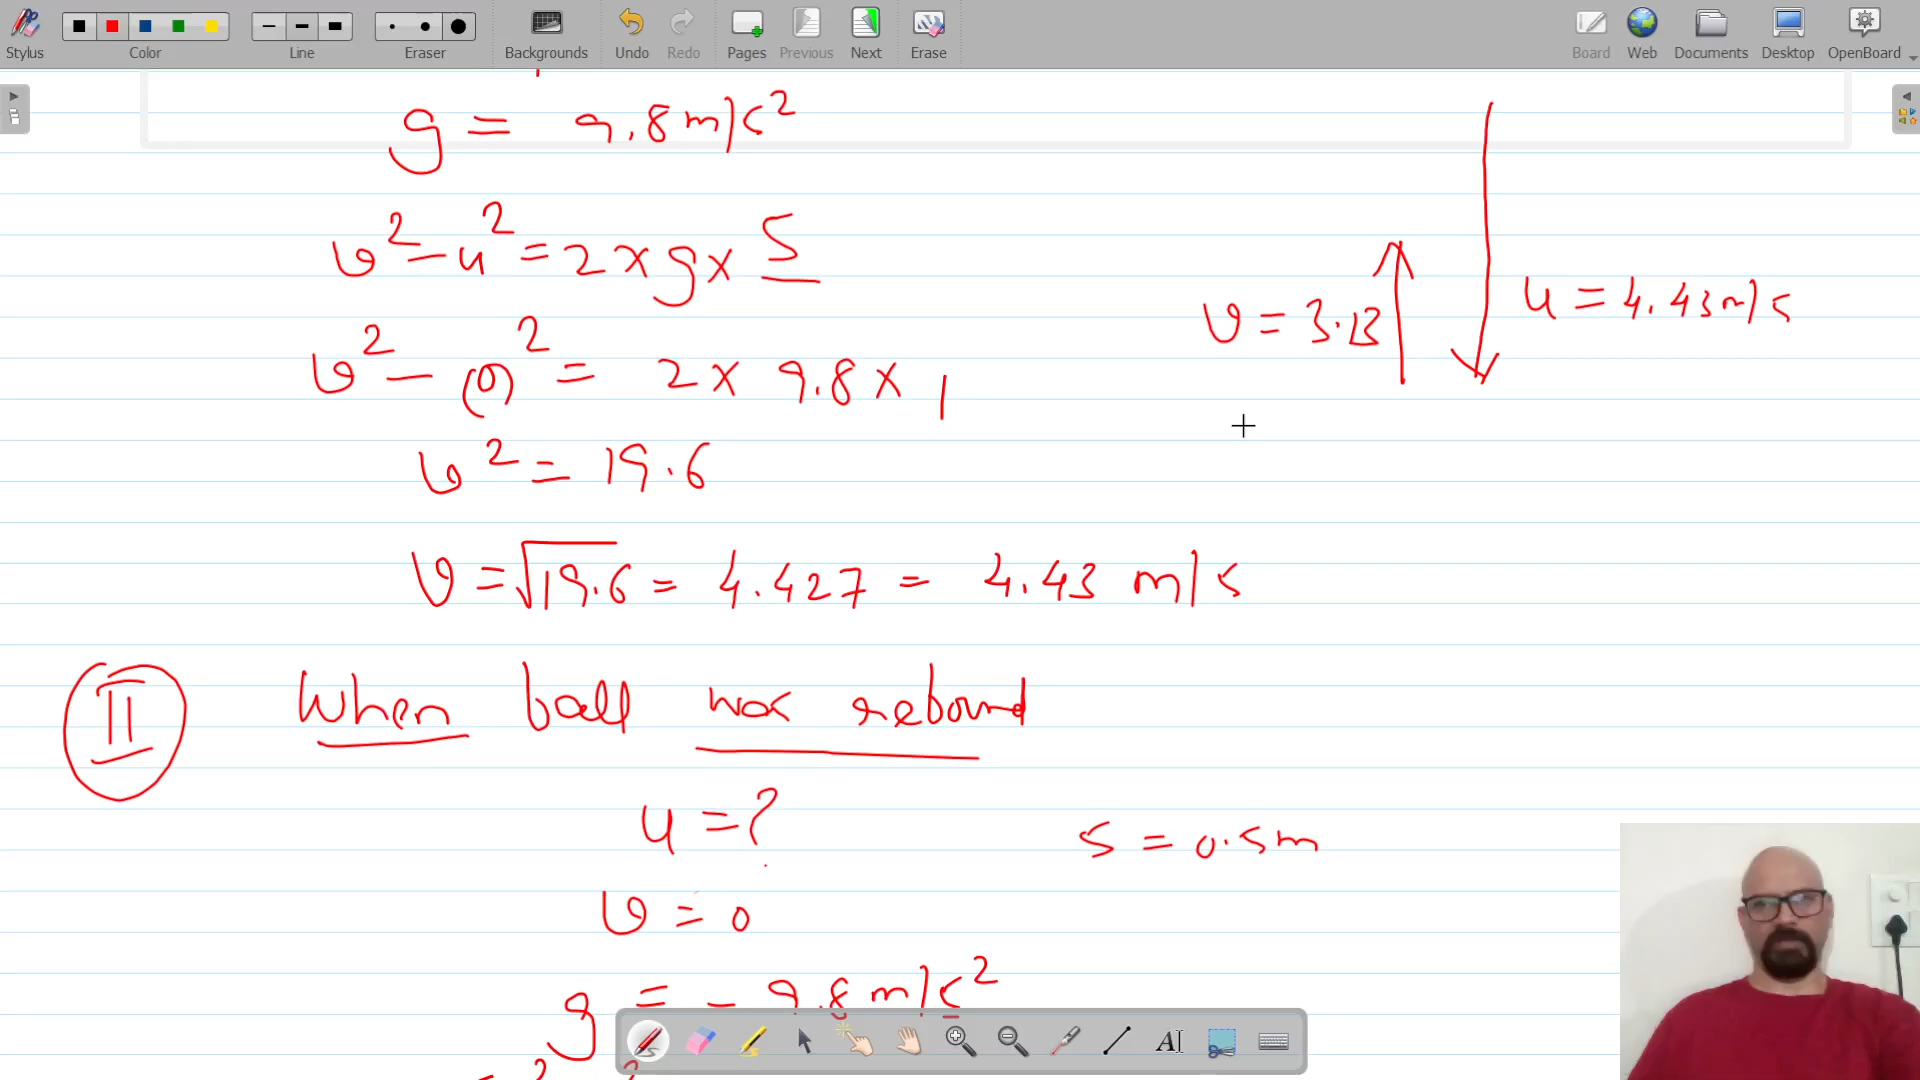 Stylus Color Line Eraser Backgrounds Undo Redo Pages Previous Next Erase Board Web Documents Desktop OpenBoard
g = 9.8 m/s²
v² - u² = 2 × g × S
v² - (0)² = 2 × 9.8 × 1
v² = 19.6
v = √19.6 = 4.427 = 4.43 m/s
v = 3.13
u = 4.43 m/s
II When ball was rebound
u = ?
s = 0.5m
v = 0
g = - 9.8 m/s²